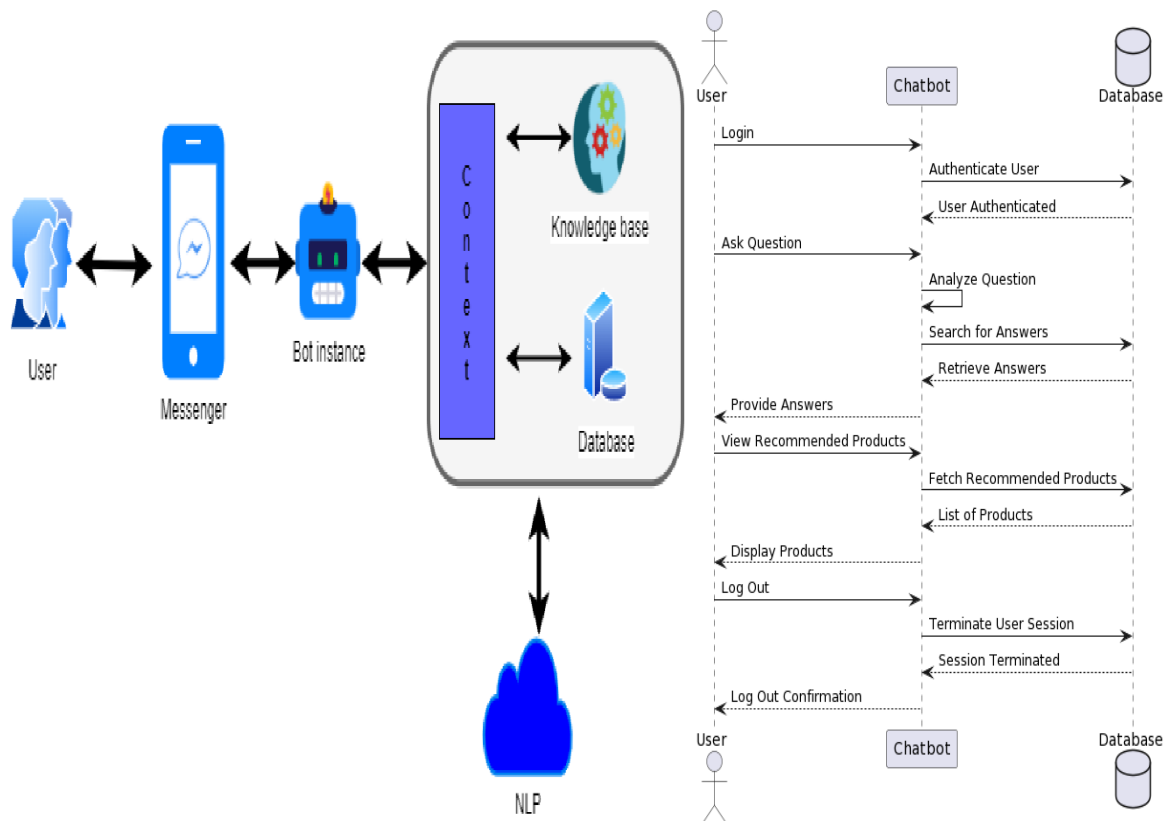 User
Messenger
Bot instance
Context
Knowledge base
Database
NLP
User
Chatbot
Database
Login
Authenticate User
User Authenticated
Ask Question
Analyze Question
Search for Answers
Retrieve Answers
Provide Answers
View Recommended Products
Fetch Recommended Products
List of Products
Display Products
Log Out
Terminate User Session
Session Terminated
Log Out Confirmation
User
Chatbot
Database